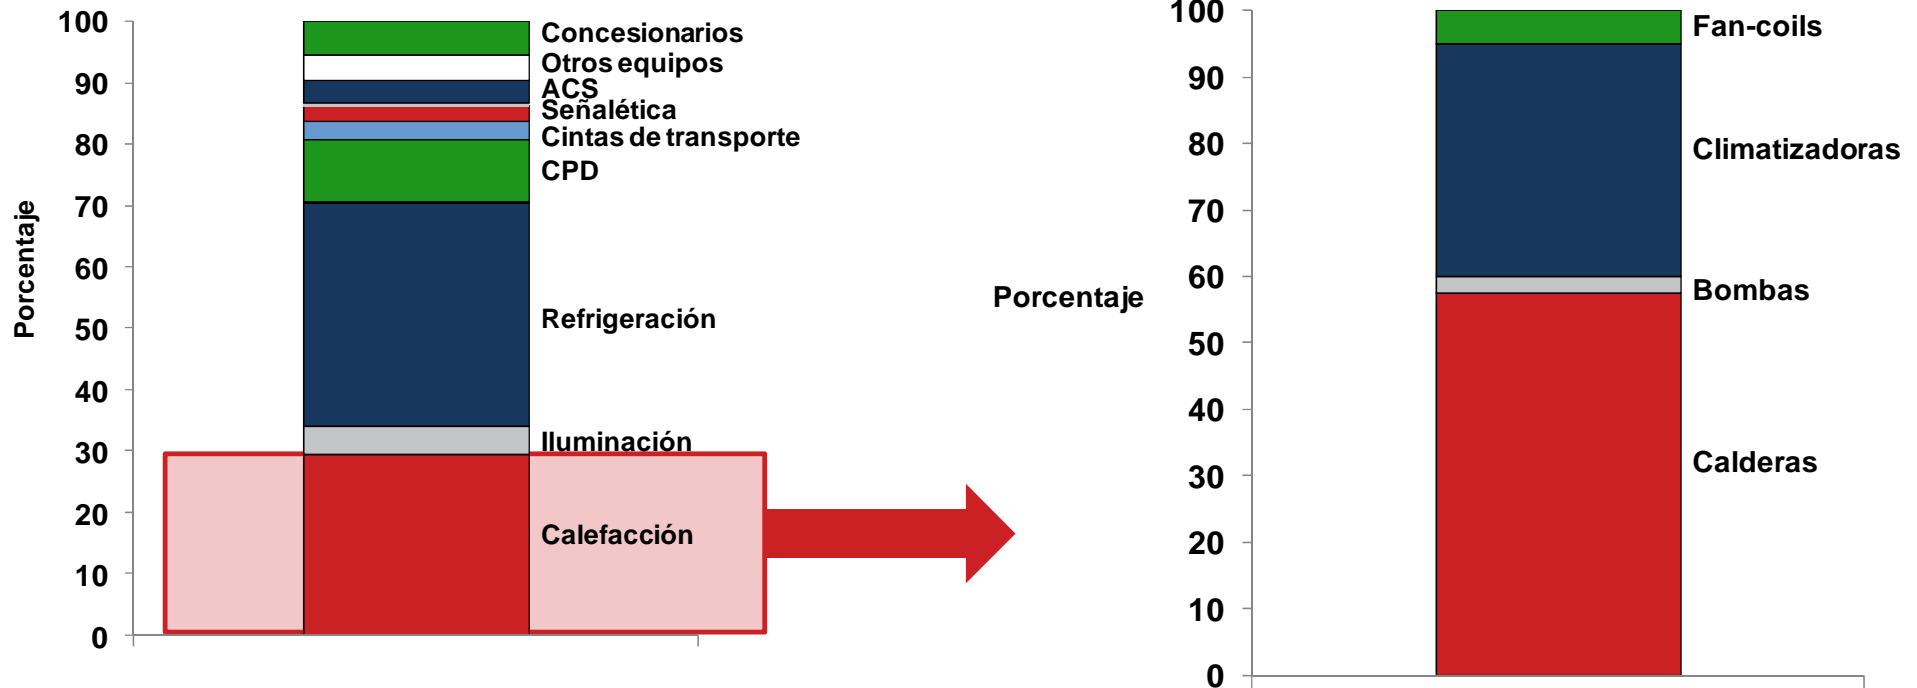 100
90
80
70
60
50
40
30
20
10
0
Porcentaje
Concesionarios
Otros equipos
ACS
Señalética
Cintas de transporte
CPD
Refrigeración
Iluminación
Calefacción
Porcentaje
100
90
80
70
60
50
40
30
20
10
0
Fan-coils
Climatizadoras
Bombas
Calderas